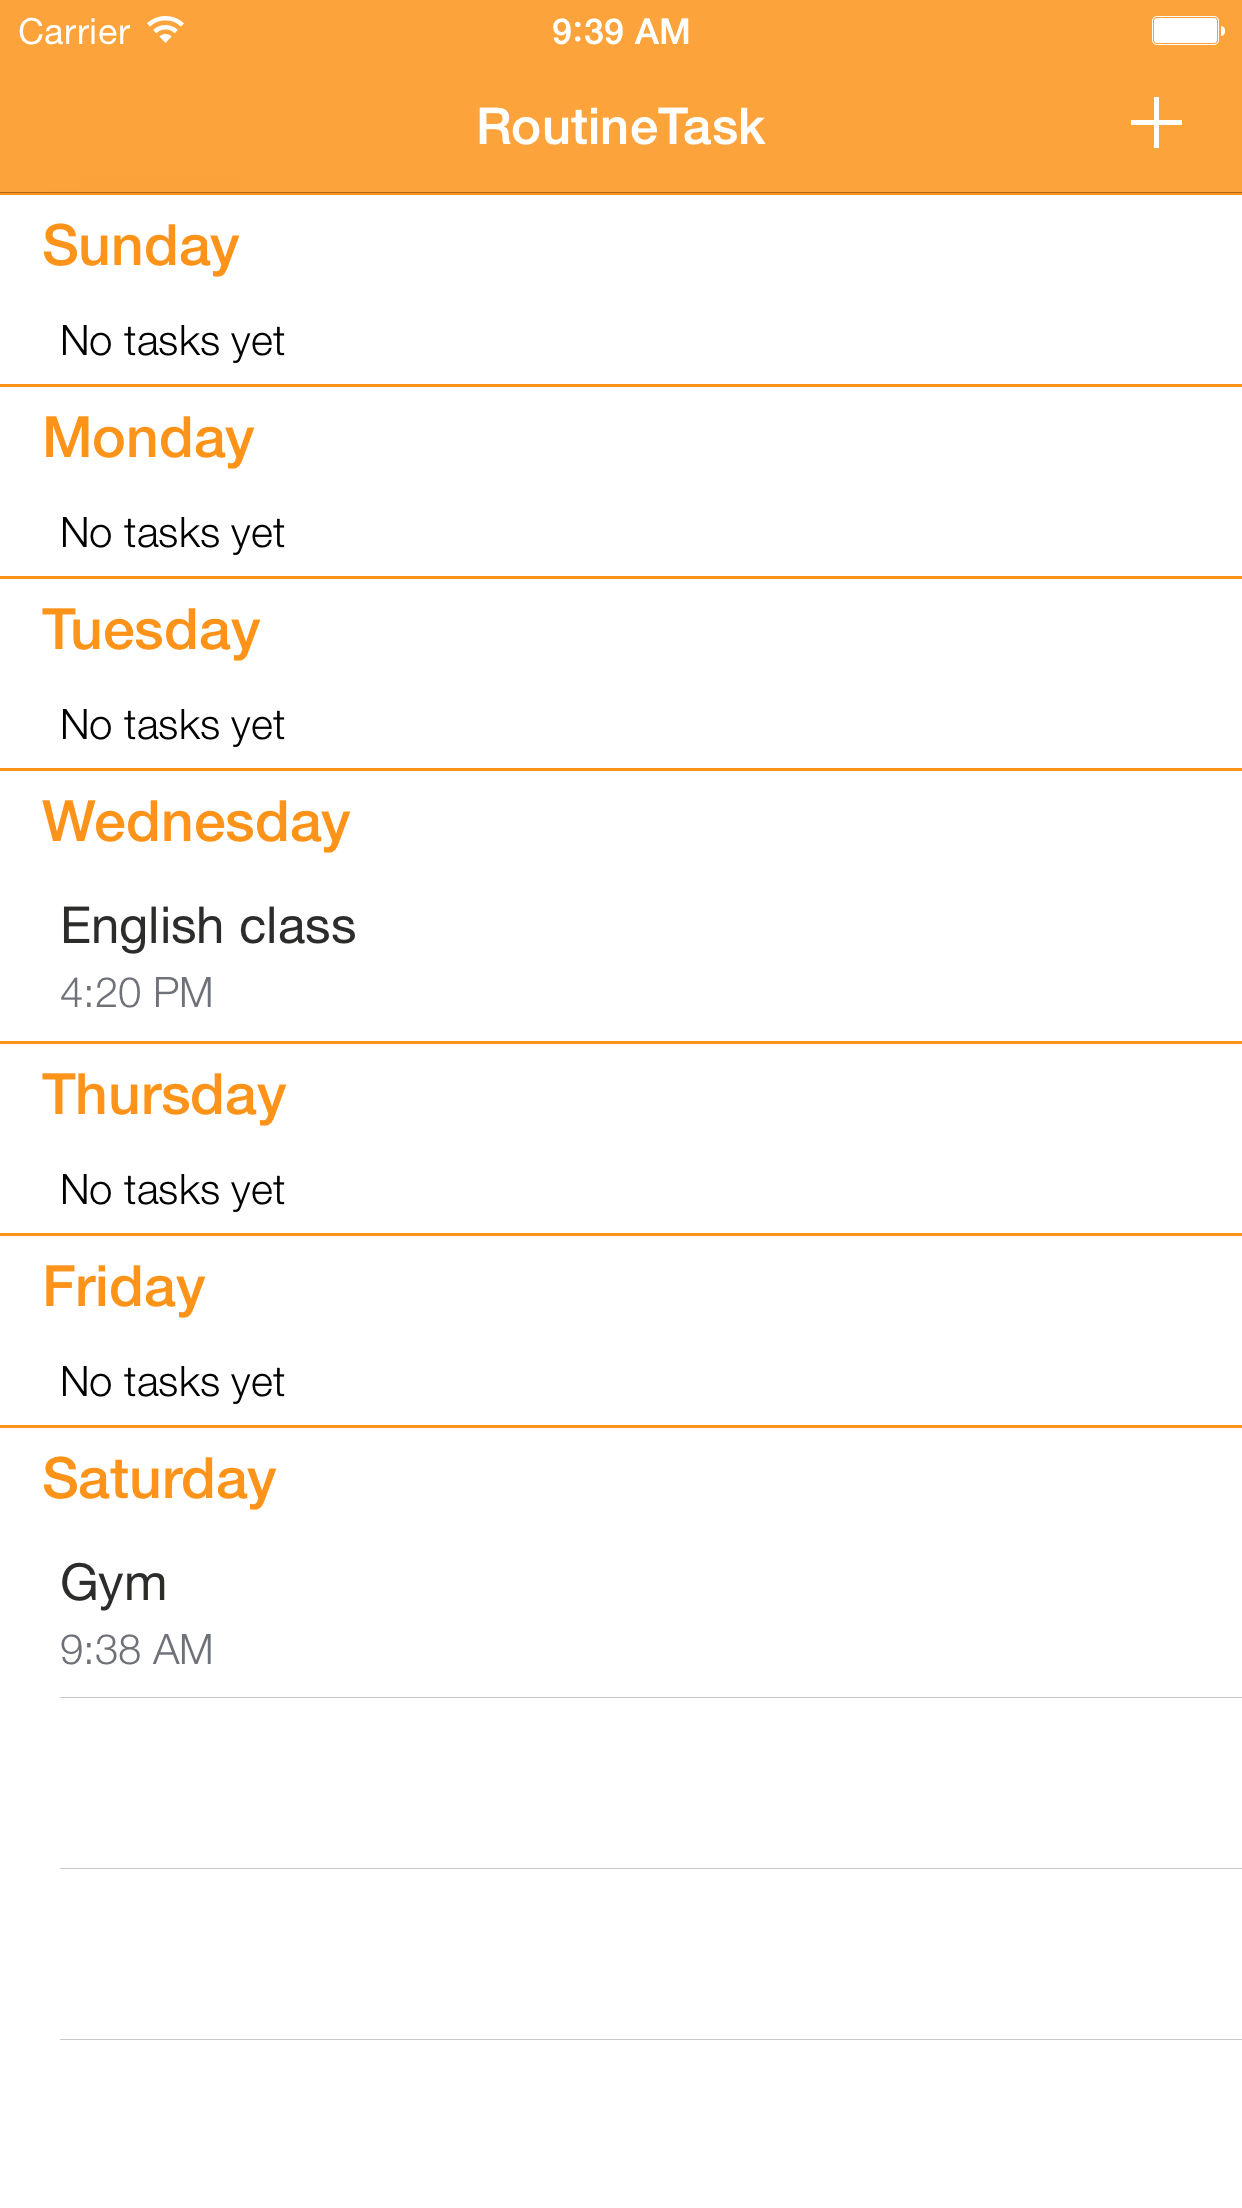 Carrier 9:39 AM
RoutineTask
Sunday
No tasks yet
Monday
No tasks yet
Tuesday
No tasks yet
Wednesday
English class
4:20 PM
Thursday
No tasks yet
Friday
No tasks yet
Saturday
Gym
9:38 AM